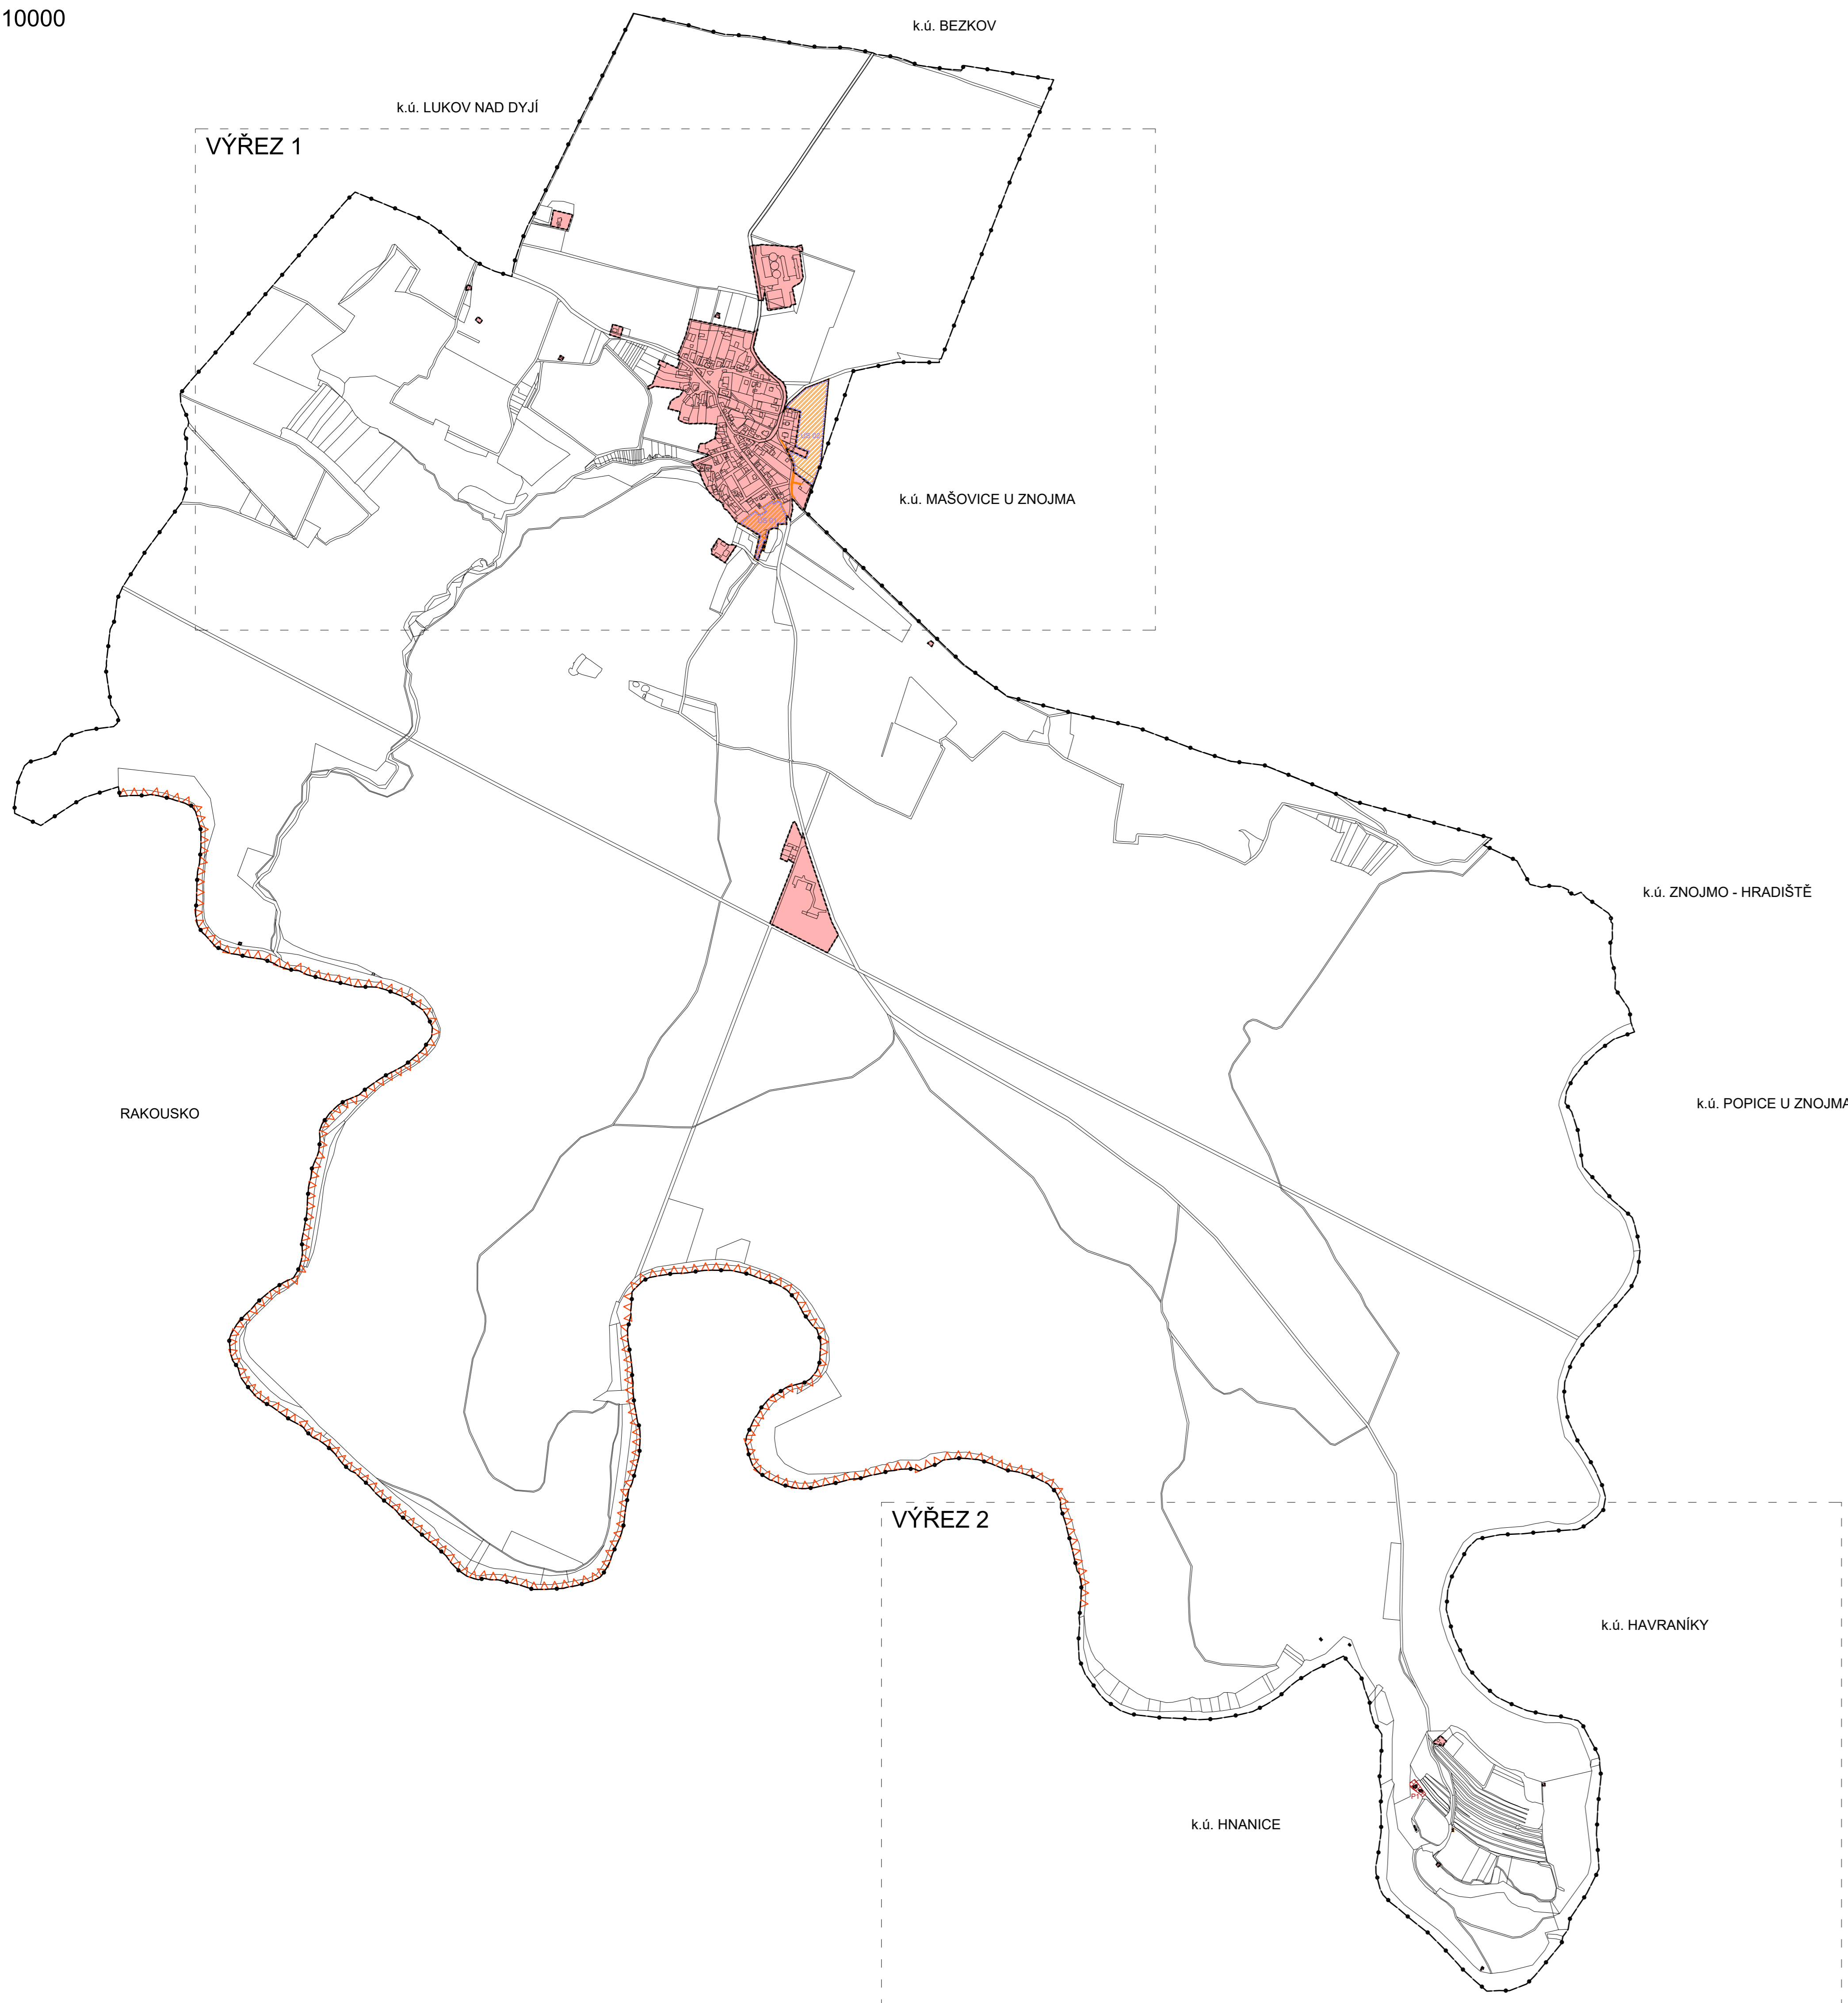 10000
k.ú. BEZKOV
k.ú. LUKOV NAD DYJÍ
VÝŘEZ 1
k.ú. MAŠOVICE U ZNOJMA
k.ú. ZNOJMO - HRADIŠTĚ
k.ú. POPICE U ZNOJMA
RAKOUSKO
VÝŘEZ 2
k.ú. HAVRANÍKY
k.ú. HNANICE